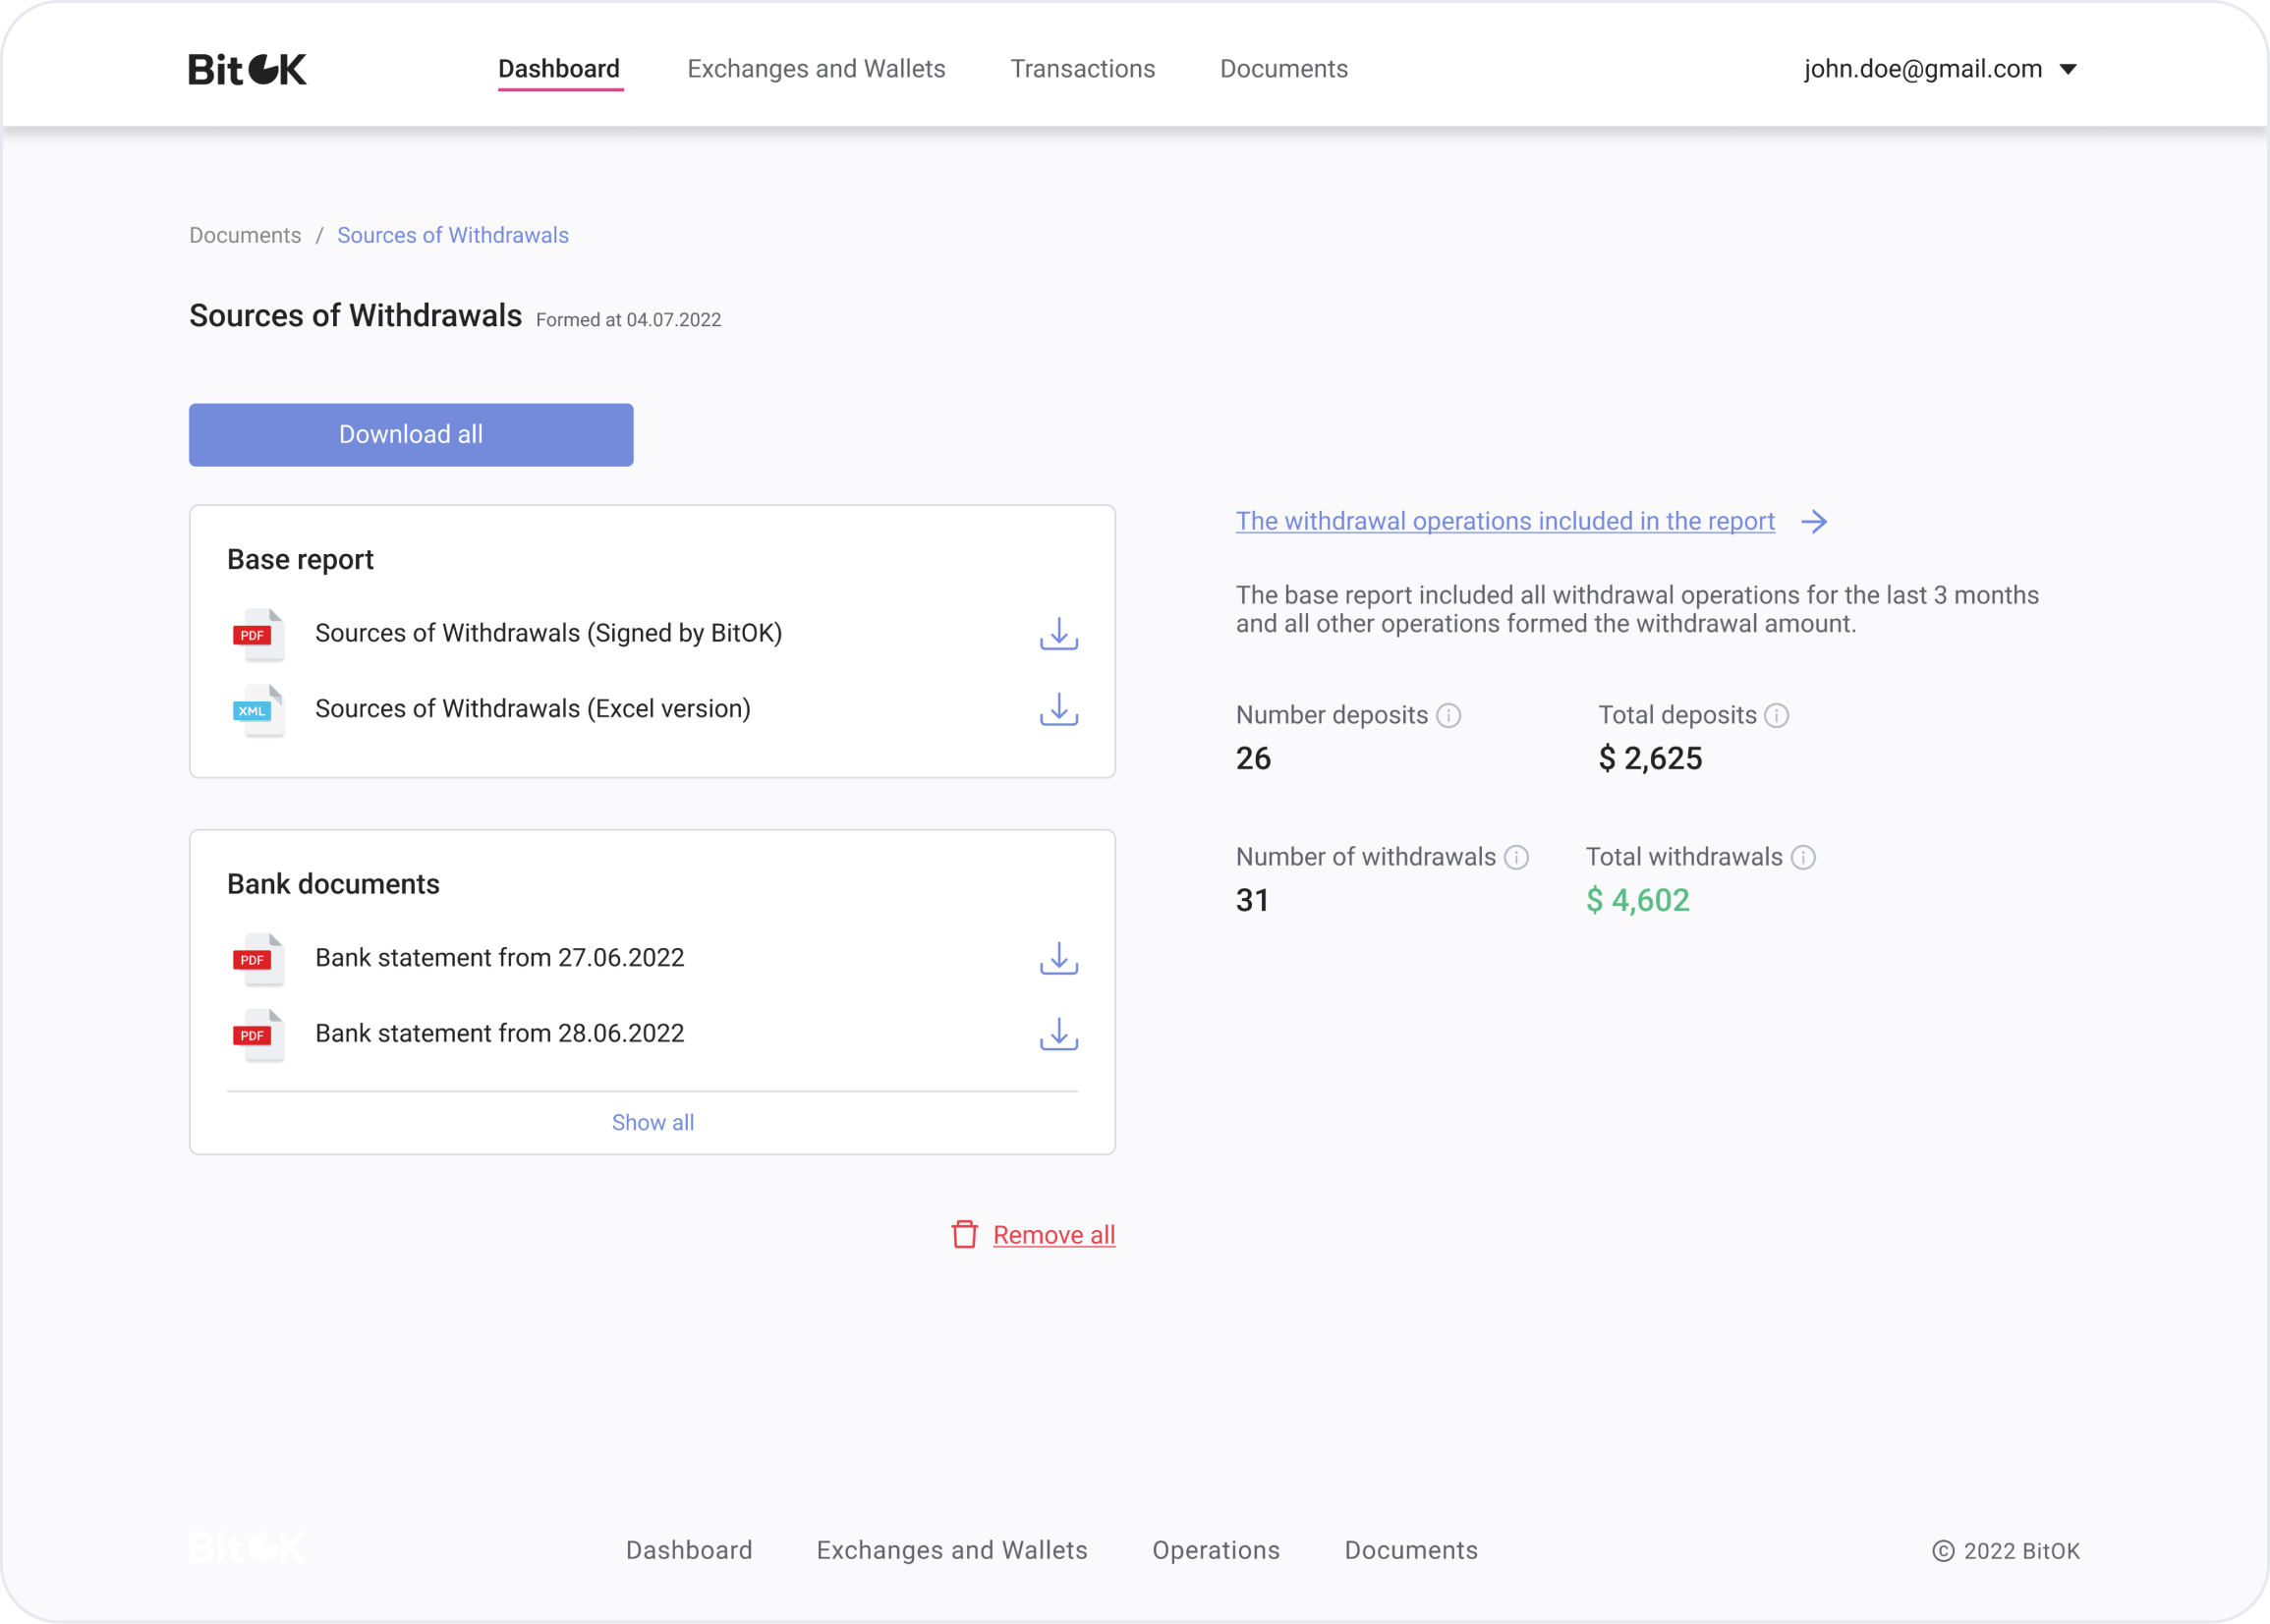 BitOK
Dashboard
Exchanges and Wallets
Transactions
Documents
john.doe@gmail.com
Documents / Sources of Withdrawals
Sources of Withdrawals Formed at 04.07.2022
Download all
Base report
PDF Sources of Withdrawals (Signed by BitOK)
XML Sources of Withdrawals (Excel version)
Bank documents
PDF Bank statement from 27.06.2022
PDF Bank statement from 28.06.2022
Show all
Remove all
The withdrawal operations included in the report
The base report included all withdrawal operations for the last 3 months
and all other operations formed the withdrawal amount.
Number deposits
26
Total deposits
$ 2,625
Number of withdrawals
31
Total withdrawals
$ 4,602
BitOK
Dashboard
Exchanges and Wallets
Operations
Documents
© 2022 BitOK